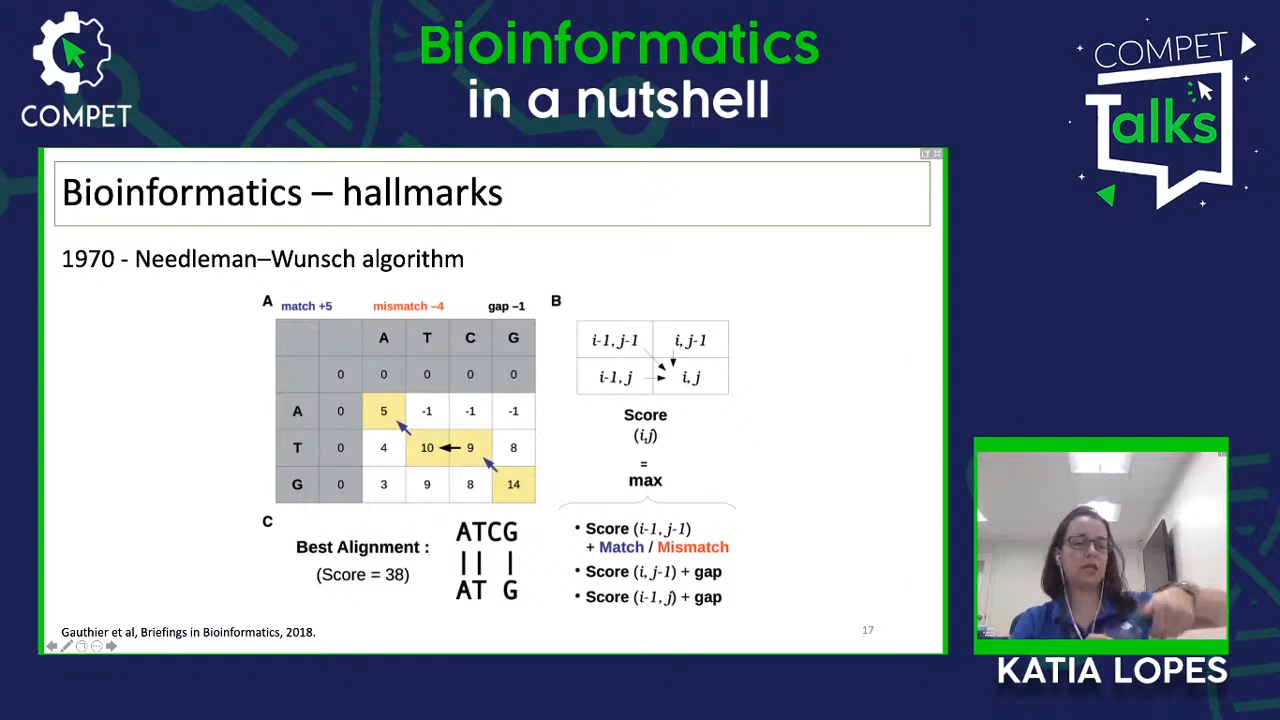 Bioinformatics
in a nutshell
COMPET
COMPET
Talks
Bioinformatics – hallmarks
1970 - Needleman–Wunsch algorithm
A match +5 mismatch –4 gap –1
A T C G
0 0 0 0 0
A 0 5 -1 -1 -1
T 0 4 10 9 8
G 0 3 9 8 14
B
i-1, j-1 i, j-1
i-1, j i, j
Score
(i,j)
=
max
• Score (i-1, j-1)
+ Match / Mismatch
• Score (i, j-1) + gap
• Score (i-1, j) + gap
C
Best Alignment :
(Score = 38)
ATCG
|| |
AT G
Gauthier et al, Briefings in Bioinformatics, 2018.
17
KATIA LOPES